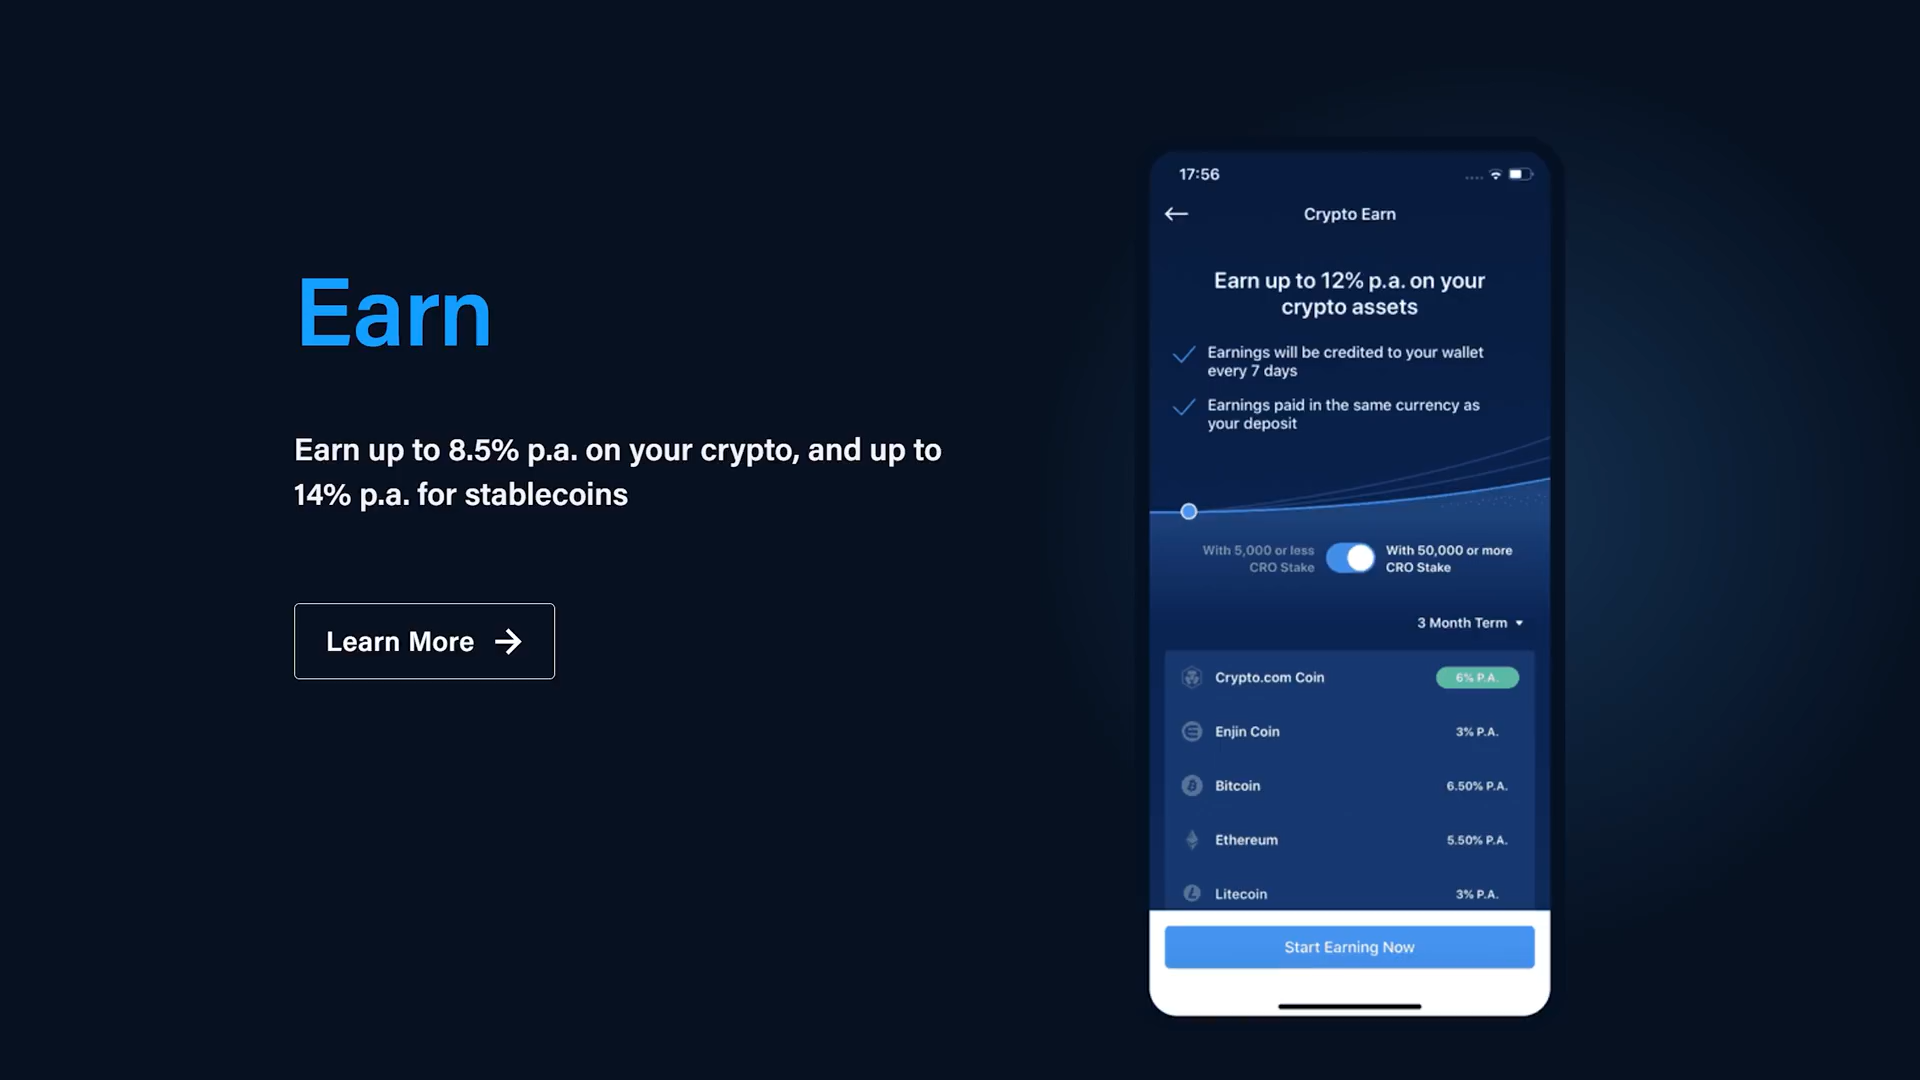 Earn
Earn up to 8.5% p.a. on your crypto, and up to
14% p.a. for stablecoins
Learn More
17:56
Crypto Earn
Earn up to 12% p.a. on your
crypto assets
Earnings will be credited to your wallet
every 7 days
Earnings paid in the same currency as
your deposit
With 5,000 or less
CRO Stake
With 50,000 or more
CRO Stake
3 Month Term
Crypto.com Coin 6% P.A.
Enjin Coin 3% P.A.
Bitcoin 6.50% P.A.
Ethereum 5.50% P.A.
Litecoin 3% P.A.
Start Earning Now